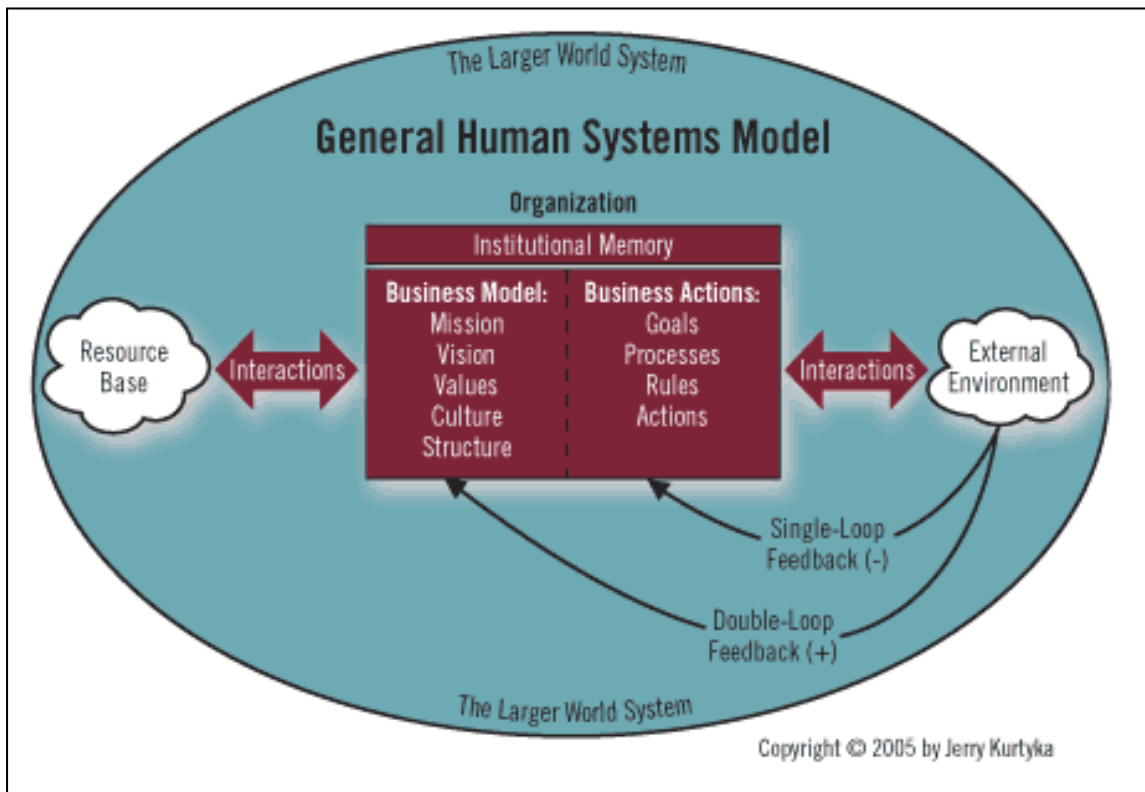 The Larger World System
General Human Systems Model
Organization
Institutional Memory
Business Model:
Mission
Vision
Values
Culture
Structure
Business Actions:
Goals
Processes
Rules
Actions
Resource
Base
Interactions
Interactions
External
Environment
Single-Loop
Feedback (-)
Double-Loop
Feedback (+)
The Larger World System
Copyright © 2005 by Jerry Kurtyka